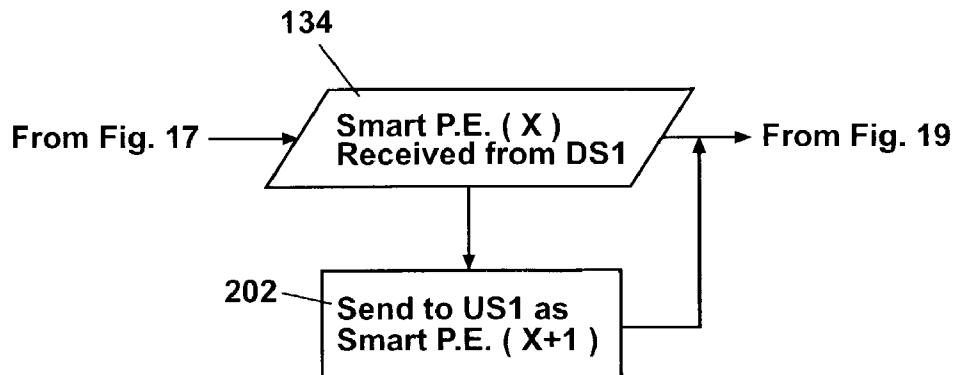 134
From Fig. 17
Smart P.E. ( X )
Received from DS1
From Fig. 19
202
Send to US1 as
Smart P.E. ( X+1 )